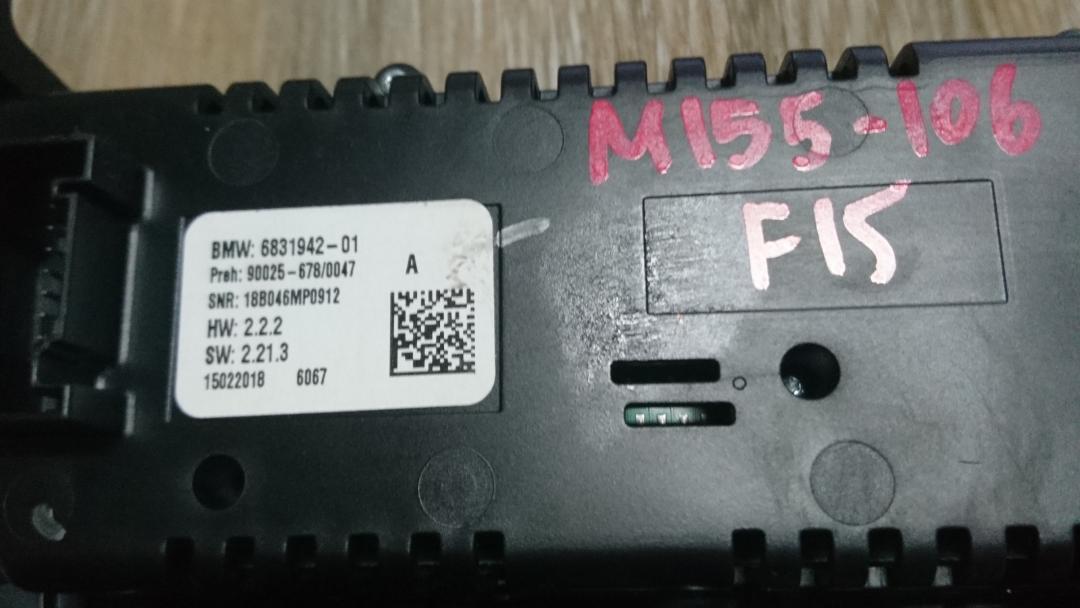 M155-106
F15
BMW: 6831942-01
Preh: 90025-678/0047
A
SNR: 18B046MP0912
HW: 2.2.2
SW: 2.21.3
15022018 6067